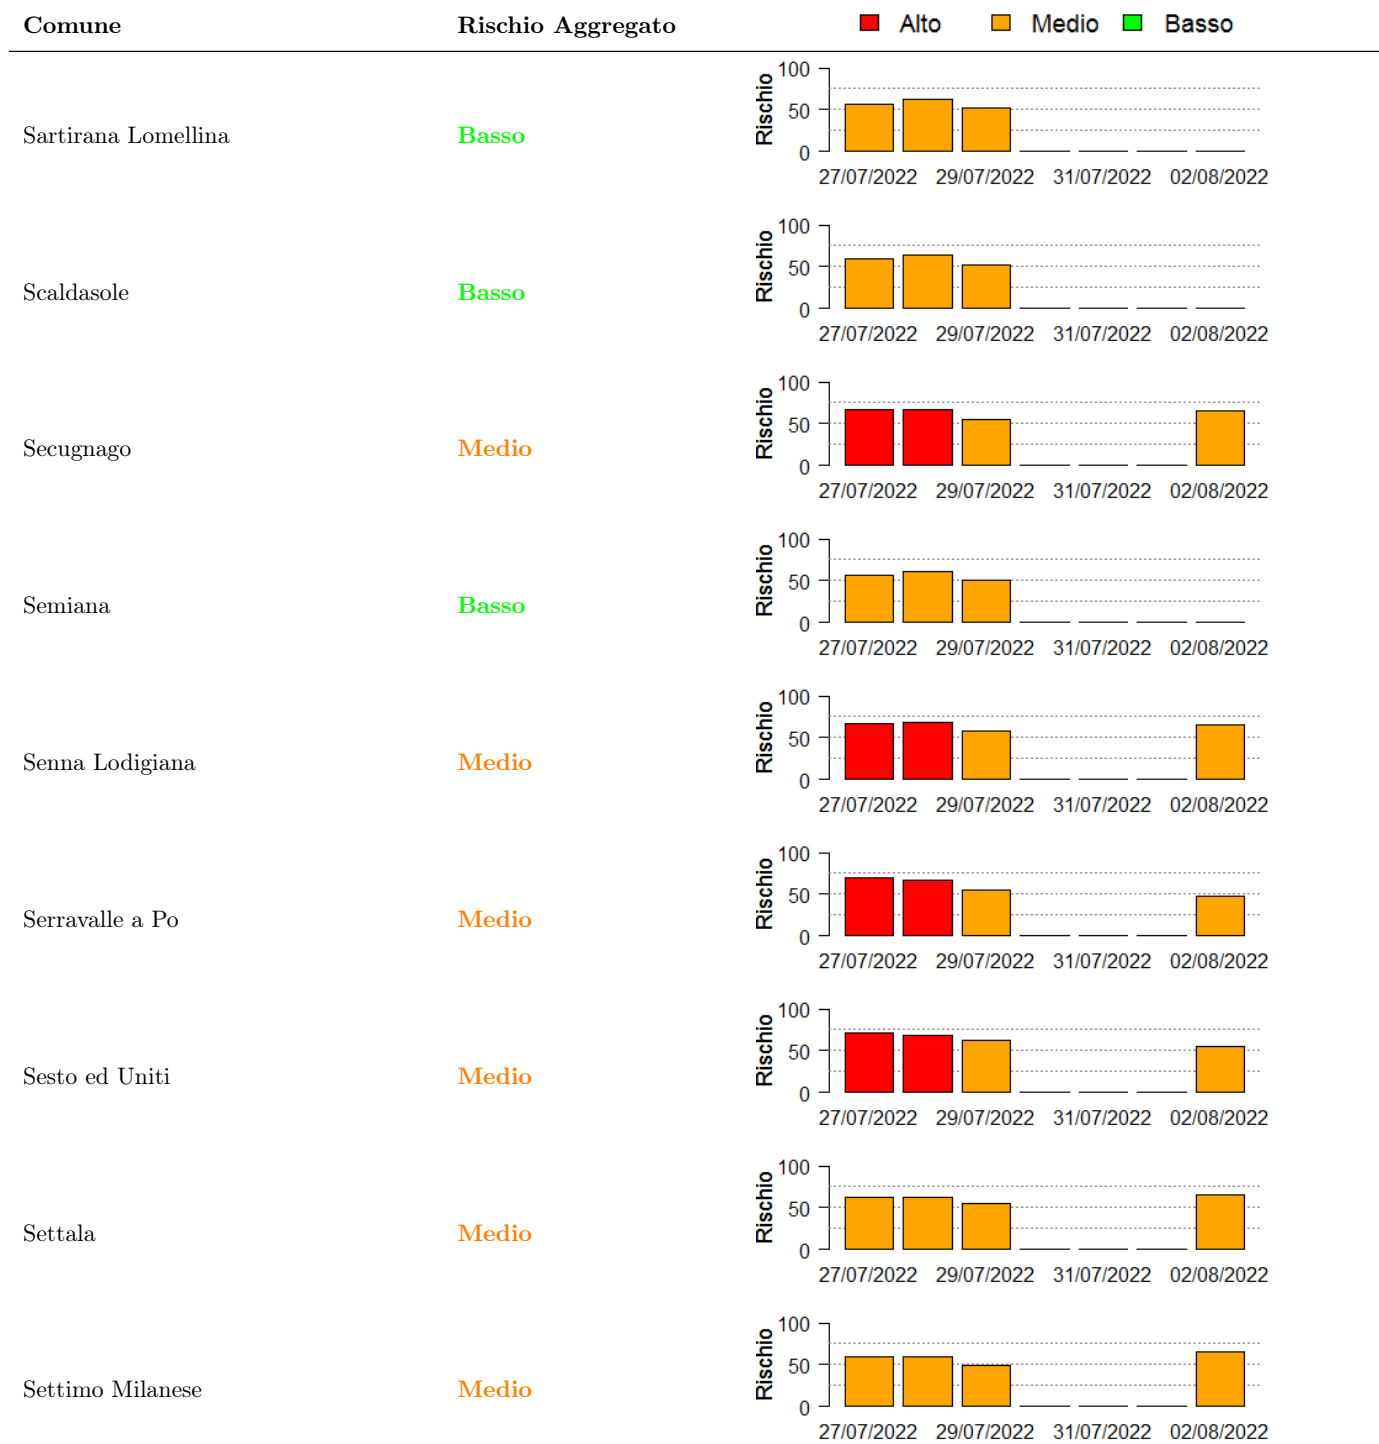 Comune Rischio Aggregato Alto Medio Basso
100
50
0
Rischio
Sartirana Lomellina Basso
27/07/2022 29/07/2022 31/07/2022 02/08/2022
100
50
0
Rischio
Scaldasole Basso
27/07/2022 29/07/2022 31/07/2022 02/08/2022
100
50
0
Rischio
Secugnago Medio
27/07/2022 29/07/2022 31/07/2022 02/08/2022
100
50
0
Rischio
Semiana Basso
27/07/2022 29/07/2022 31/07/2022 02/08/2022
100
50
0
Rischio
Senna Lodigiana Medio
27/07/2022 29/07/2022 31/07/2022 02/08/2022
100
50
0
Rischio
Serravalle a Po Medio
27/07/2022 29/07/2022 31/07/2022 02/08/2022
100
50
0
Rischio
Sesto ed Uniti Medio
27/07/2022 29/07/2022 31/07/2022 02/08/2022
100
50
0
Rischio
Settala Medio
27/07/2022 29/07/2022 31/07/2022 02/08/2022
100
50
0
Rischio
Settimo Milanese Medio
27/07/2022 29/07/2022 31/07/2022 02/08/2022